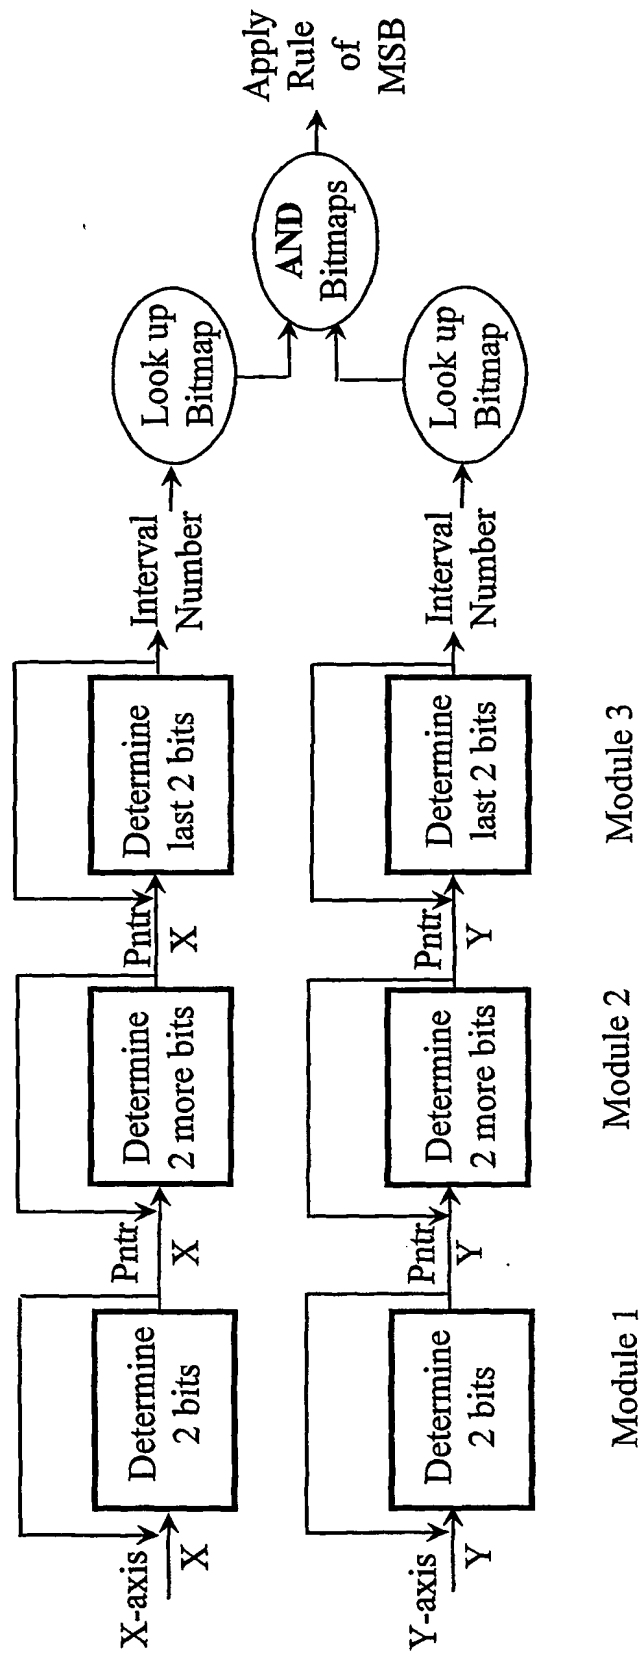 X-axis
X
Determine
2 bits
Pntr
X
Determine
2 more bits
Pntr
X
Determine
last 2 bits
Interval
Number
Look up
Bitmap
AND
Bitmaps
Apply
Rule
of
MSB
Y-axis
Y
Determine
2 bits
Pntr
Y
Determine
2 more bits
Pntr
Y
Determine
last 2 bits
Interval
Number
Look up
Bitmap
Module 1
Module 2
Module 3